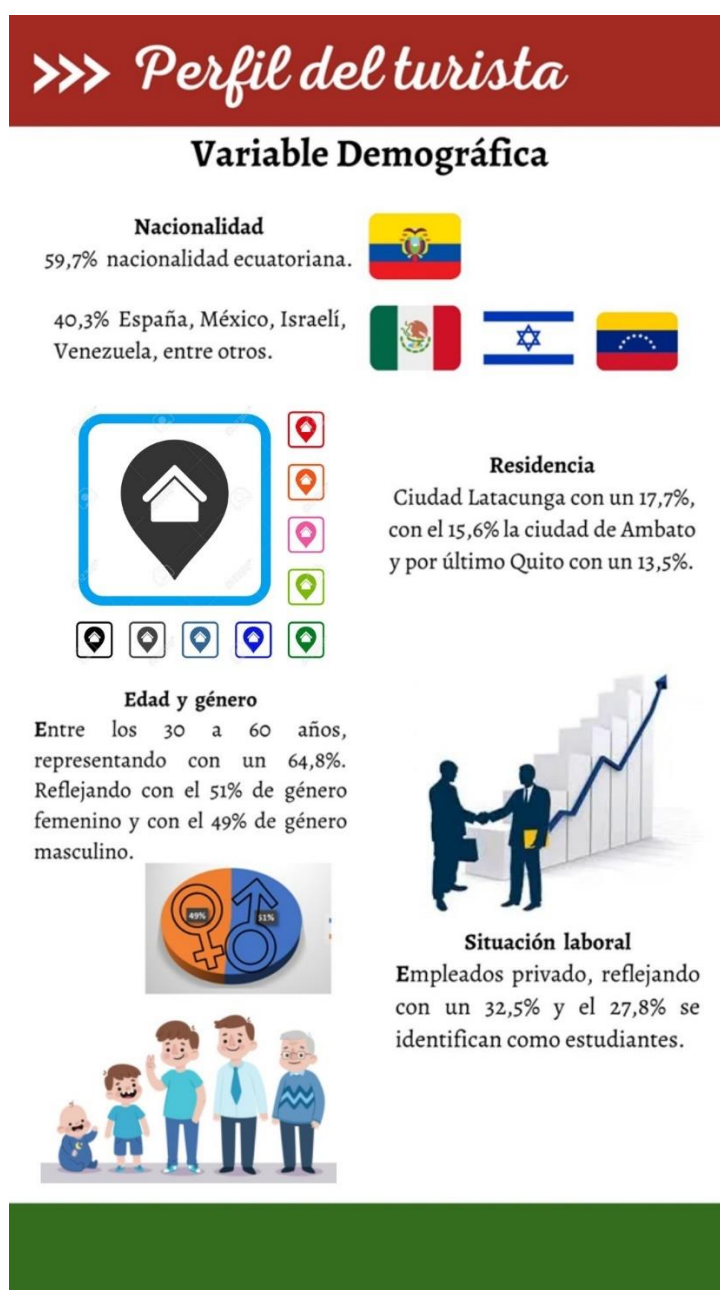 >>> Perfil del turista
Variable Demográfica
Nacionalidad
59,7% nacionalidad ecuatoriana.
40,3% España, México, Israelí,
Venezuela, entre otros.
Residencia
Ciudad Latacunga con un 17,7%,
con el 15,6% la ciudad de Ambato
y por último Quito con un 13,5%.
Edad y género
Entre los 30 a 60 años,
representando con un 64,8%.
Reflejando con el 51% de género
femenino y con el 49% de género
masculino.
49%
51%
Situación laboral
Empleados privado, reflejando
con un 32,5% y el 27,8% se
identifican como estudiantes.